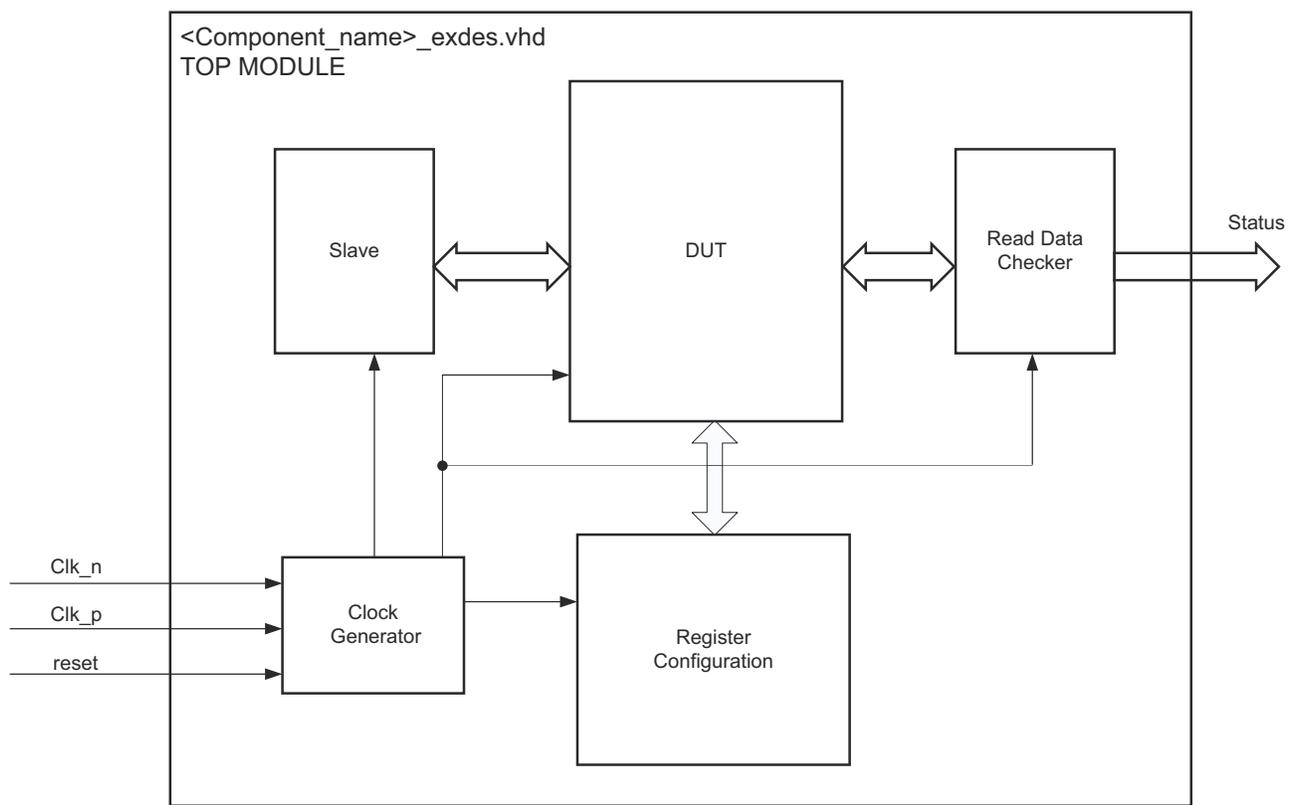 <Component_name>_exdes.vhd
TOP MODULE
Slave
DUT
Read Data
Checker
Status
Clk_n
Clk_p
reset
Clock
Generator
Register
Configuration